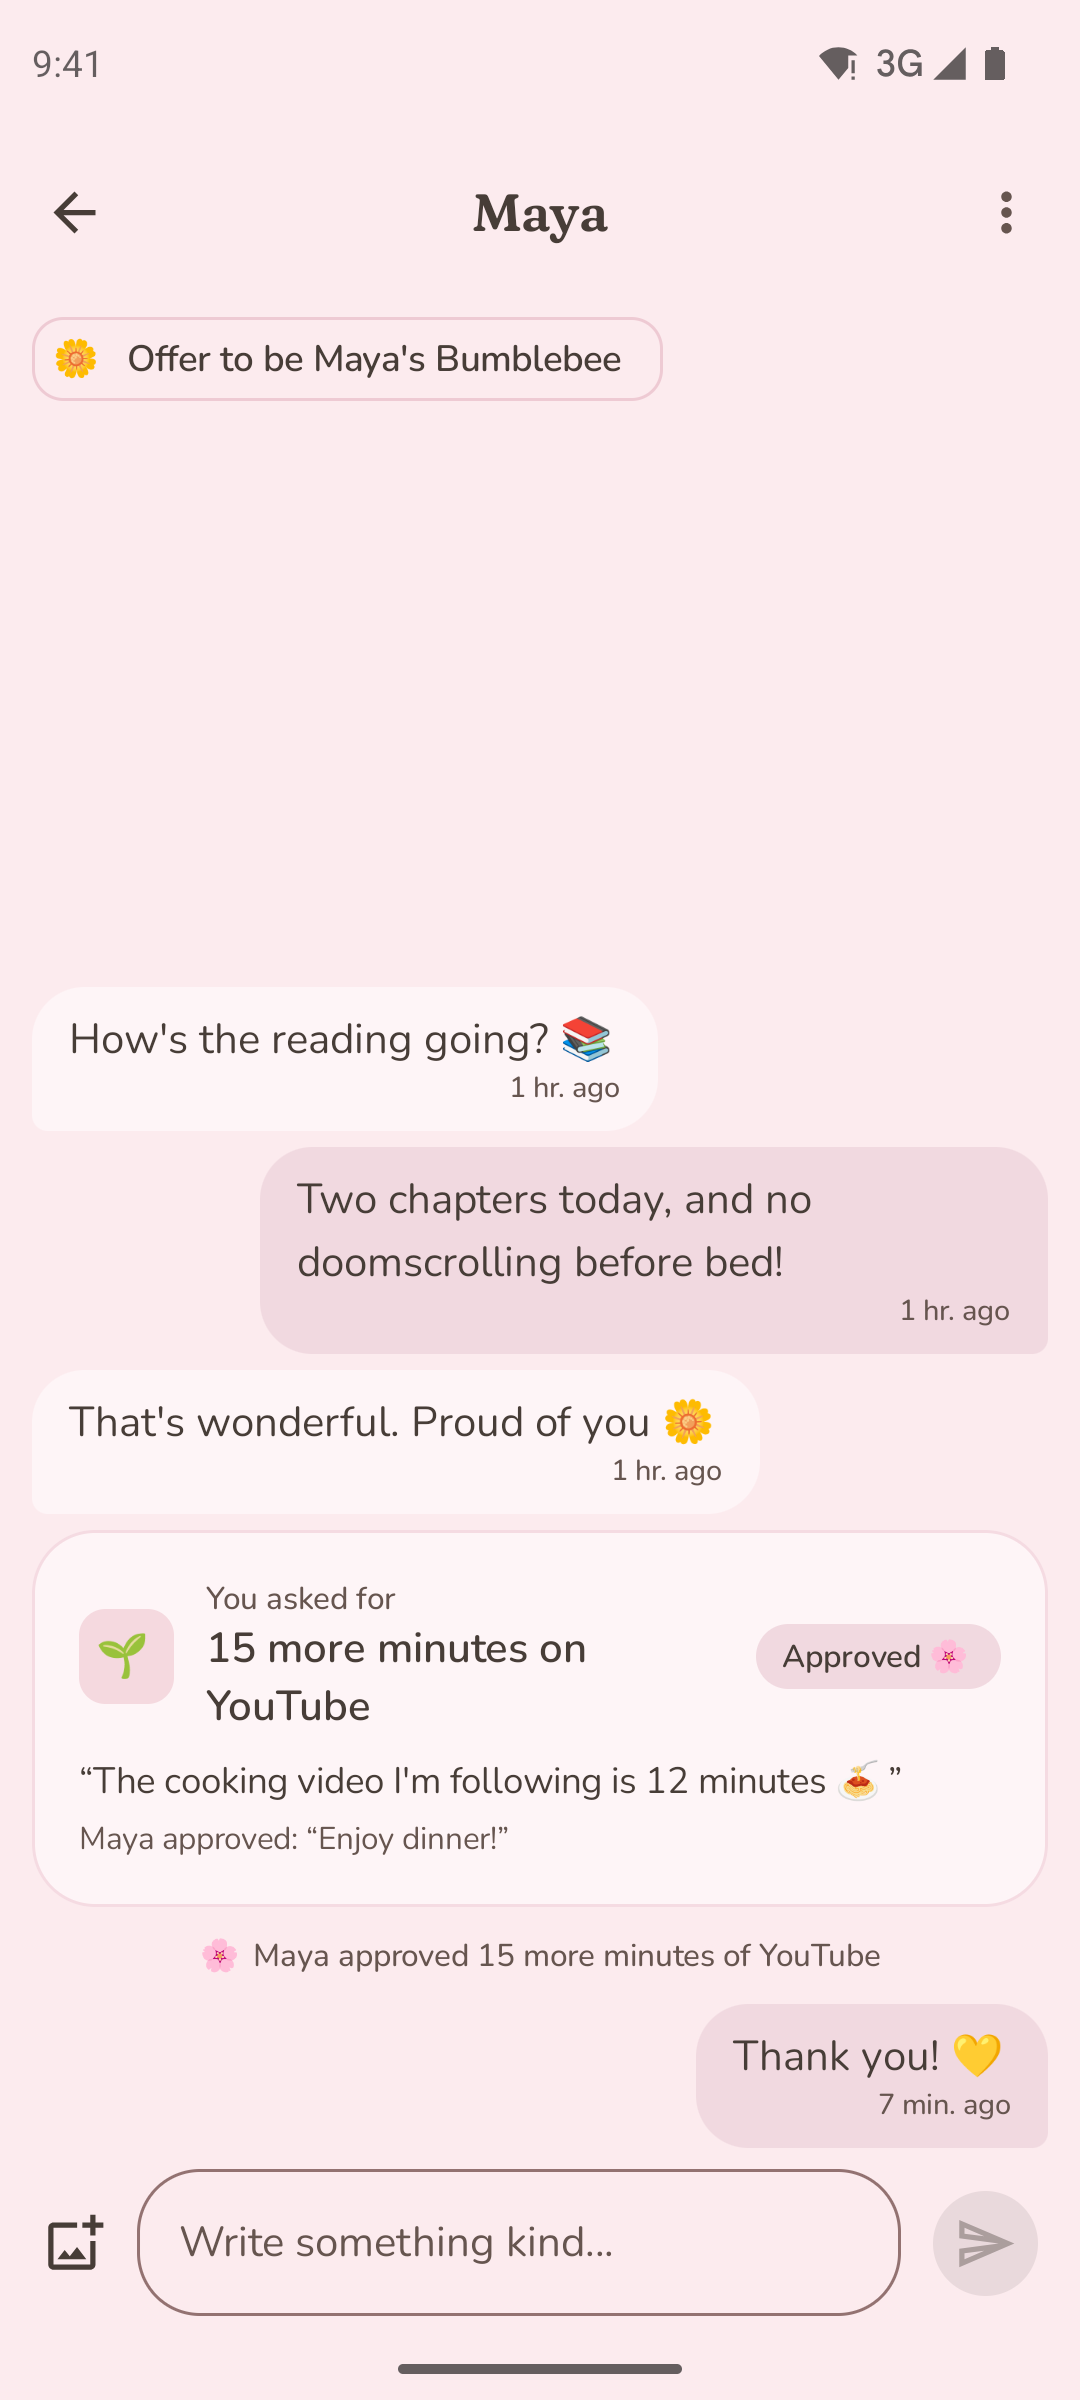 9:41
3G
Maya
🌼 Offer to be Maya's Bumblebee
How's the reading going? 📚
1 hr. ago
Two chapters today, and no
doomscrolling before bed!
1 hr. ago
That's wonderful. Proud of you 🌼
1 hr. ago
You asked for
15 more minutes on
YouTube
Approved 🌸
“The cooking video I'm following is 12 minutes 🍝”
Maya approved: “Enjoy dinner!”
🌸 Maya approved 15 more minutes of YouTube
Thank you! 💛
7 min. ago
Write something kind...